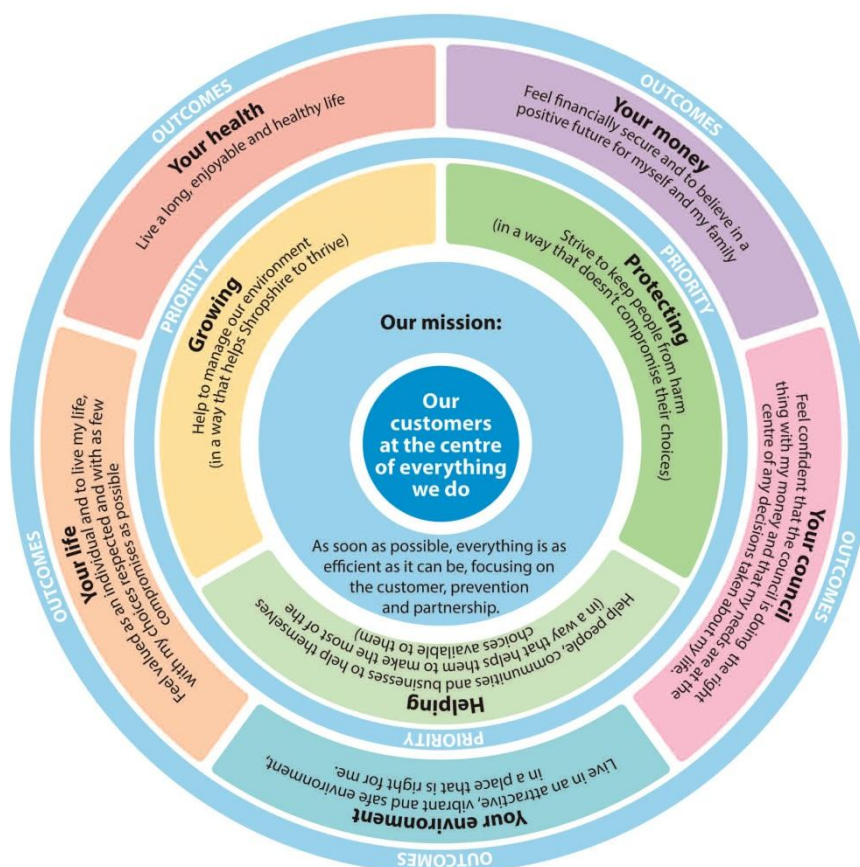 OUTCOMES
Your health
Live a long, enjoyable and healthy life
OUTCOMES
Your money
Feel financially secure and to believe in a
positive future for myself and my family
OUTCOMES
Your council
Feel confident that the council is doing the right
thing with my money and that my needs are at the
centre of any decisions taken about my life.
OUTCOMES
Your environment
Live in an attractive, vibrant and safe environment,
in a place that is right for me.
OUTCOMES
Your life
Feel valued as an individual and to live my life,
with my choices respected and with as few
compromises as possible
PRIORITY
Growing
Help to manage our environment
(in a way that helps Shropshire to thrive)
PRIORITY
Protecting
Strive to keep people from harm
(in a way that doesn't compromise their choices)
PRIORITY
Helping
Help people, communities and businesses to help themselves
(in a way that helps them to make the most of the
choices available to them)
Our mission:
Our
customers
at the centre
of everything
we do
As soon as possible, everything is as
efficient as it can be, focusing on
the customer, prevention
and partnership.